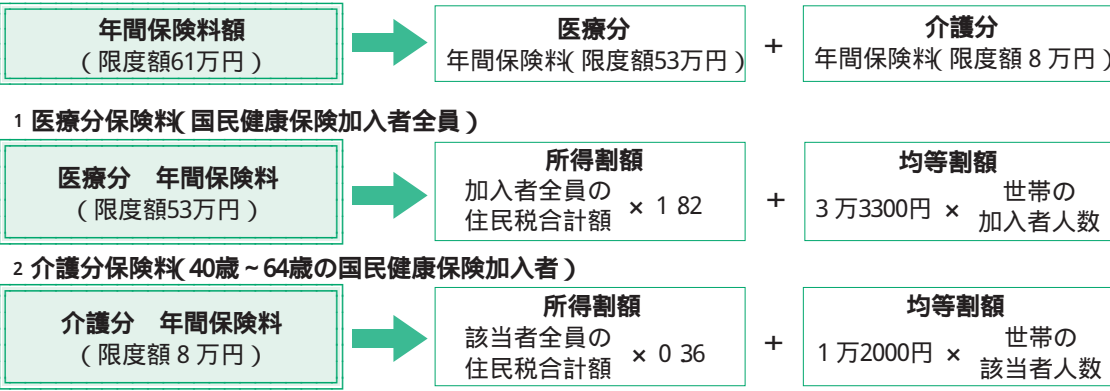 年間保険料額
（限度額61万円）
医療分
年間保険料（限度額53万円）
＋
介護分
年間保険料（限度額８万円）
1 医療分保険料（国民健康保険加入者全員）
医療分　年間保険料
（限度額53万円）
所得割額
加入者全員の
住民税合計額
× 1 82
＋
均等割額
３万3300円 ×
世帯の
加入者人数
2 介護分保険料（40歳～64歳の国民健康保険加入者）
介護分　年間保険料
（限度額８万円）
所得割額
該当者全員の
住民税合計額
× 0 36
＋
均等割額
１万2000円 ×
世帯の
該当者人数